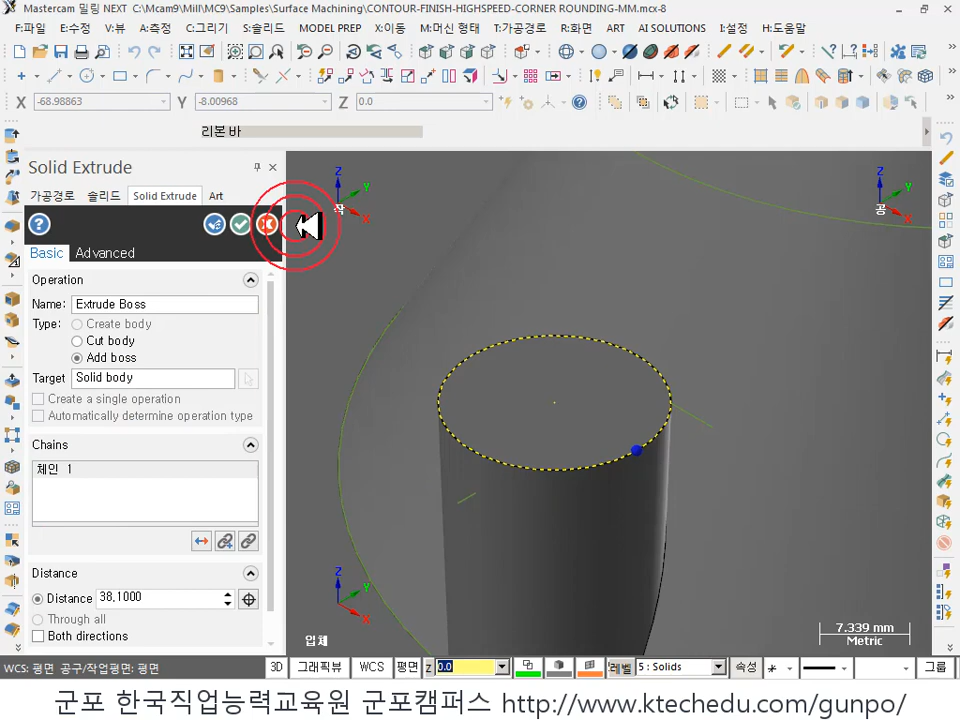 Mastercam 밀링 NEXT C:\Mcam9\Mill\MC9\Samples\Surface Machining\CONTOUR-FINISH-HIGHSPEED-CORNER ROUNDING-MM.mcx-8
F:파일 E:수정 V:뷰 A:측정 C:그리기 S:솔리드 MODEL PREP X:이동 M:머신 형태 T:가공경로 R:화면 ART AI SOLUTIONS I:설정 H:도움말
X -68.98863 Y -8.00968 Z 0.0
리본 바
Solid Extrude
가공경로 솔리드 Solid Extrude Art
Basic Advanced
Operation
Name: Extrude Boss
Type: Create body
Cut body
Add boss
Target Solid body
Create a single operation
Automatically determine operation type
Chains
체인 1
Distance
Distance 38.1000
Through all
Both directions
Z Y X 작
Z Y X 공
Z Y X
입체
7.339 mm
Metric
WCS: 평면 공구/작업평면: 평면 3D 그래픽뷰 WCS 평면 Z 0.0 레벨 5 : Solids 속성 그룹
군포 한국직업능력교육원 군포캠퍼스 http://www.ktechedu.com/gunpo/